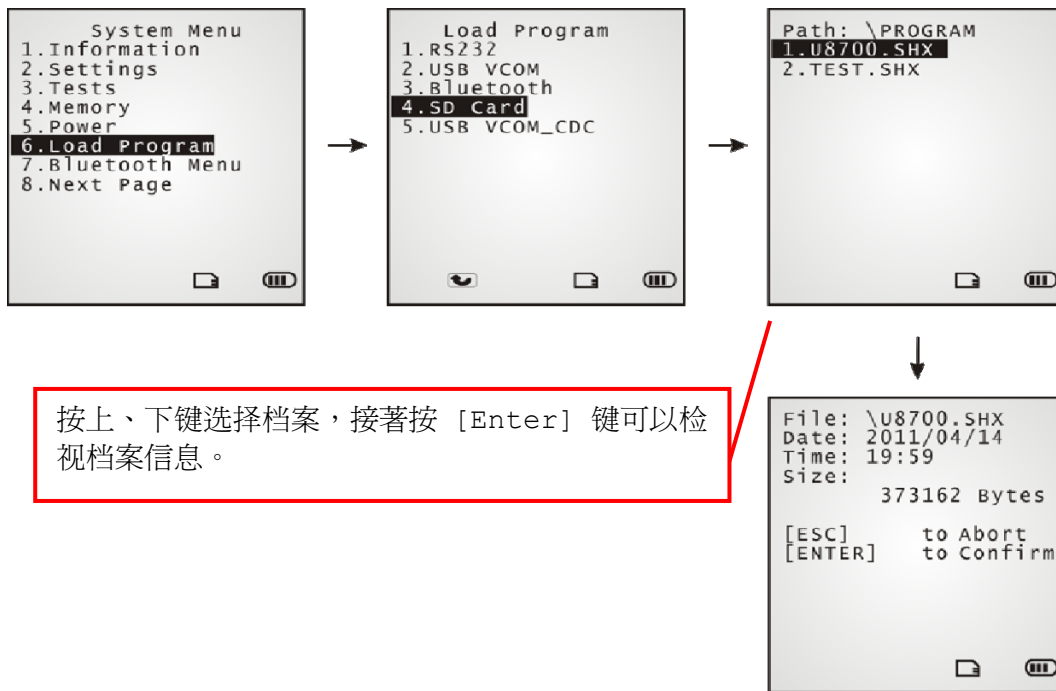 System Menu
1.Information
2.Settings
3.Tests
4.Memory
5.Power
6.Load Program
7.Bluetooth Menu
8.Next Page
Load Program
1.RS232
2.USB VCOM
3.Bluetooth
4.SD Card
5.USB VCOM_CDC
Path: \PROGRAM
1.U8700.SHX
2.TEST.SHX
按上、下键选择档案，接著按 [Enter] 键可以检
视档案信息。
File: \U8700.SHX
Date: 2011/04/14
Time: 19:59
Size:
373162 Bytes
[ESC] to Abort
[ENTER] to Confirm